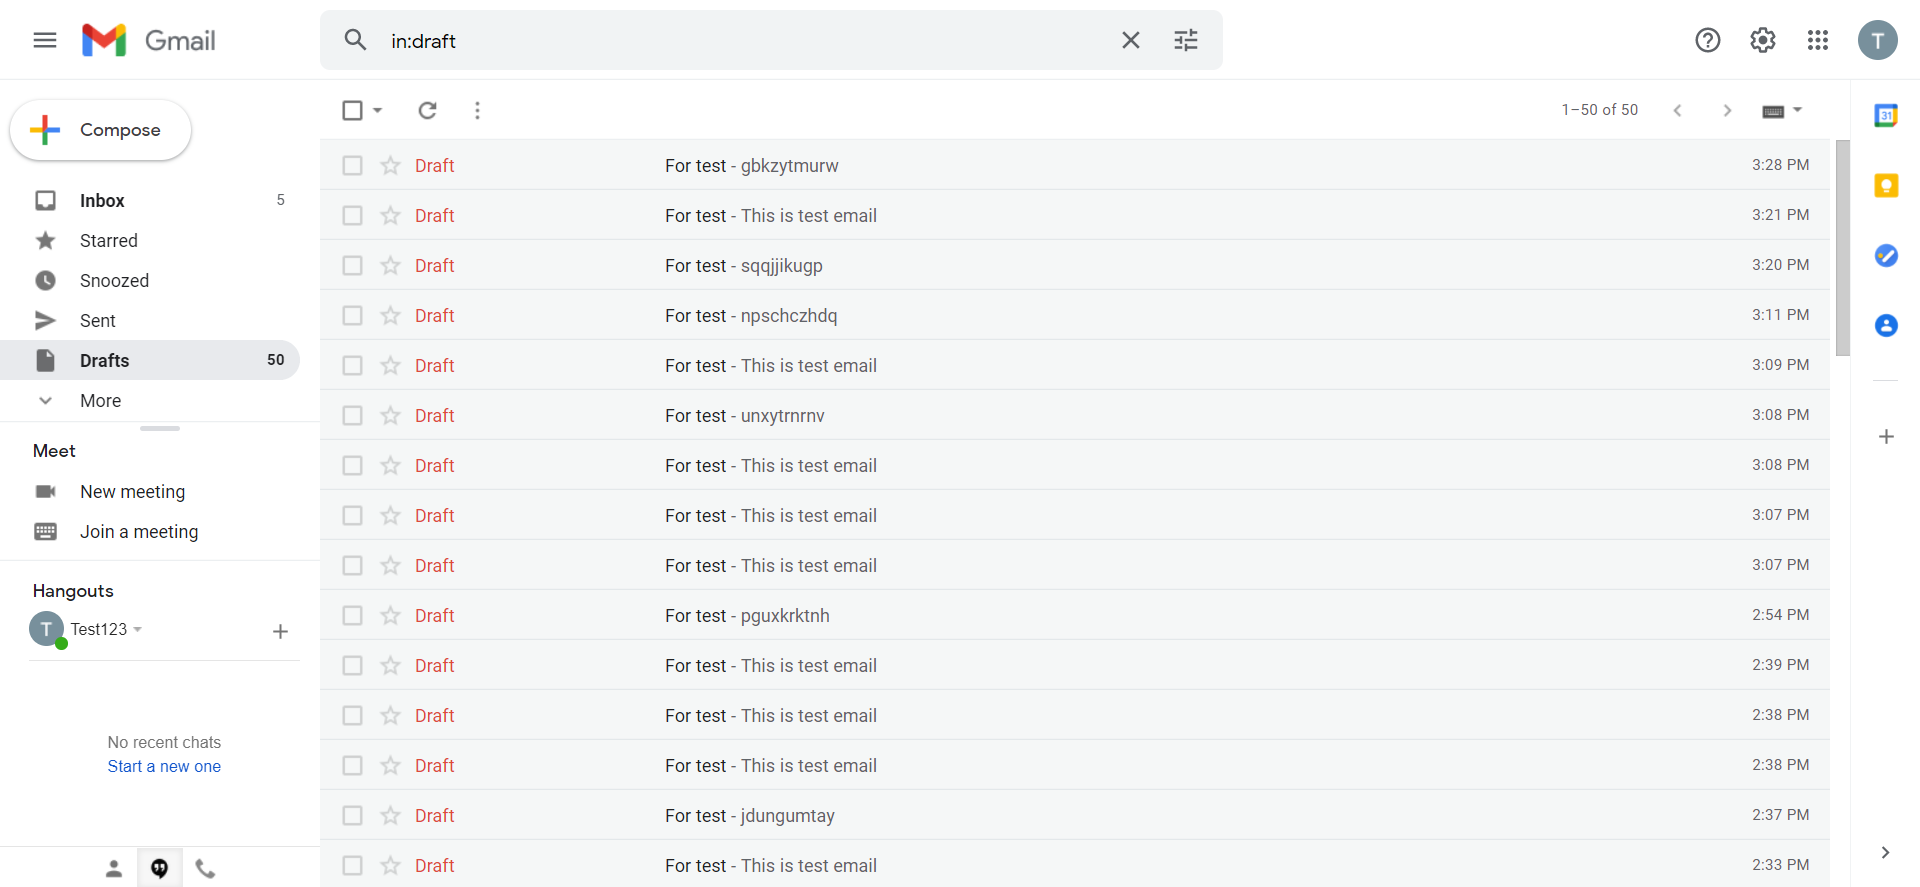 Gmail
in:draft
T
Compose
1–50 of 50
31
Inbox 5
Starred
Snoozed
Sent
Drafts 50
More
Meet
New meeting
Join a meeting
Hangouts
T Test123
No recent chats
Start a new one
Draft For test - gbkzytmurw 3:28 PM
Draft For test - This is test email 3:21 PM
Draft For test - sqqjjikugp 3:20 PM
Draft For test - npschczhdq 3:11 PM
Draft For test - This is test email 3:09 PM
Draft For test - unxytrnrnv 3:08 PM
Draft For test - This is test email 3:08 PM
Draft For test - This is test email 3:07 PM
Draft For test - This is test email 3:07 PM
Draft For test - pguxkrktnh 2:54 PM
Draft For test - This is test email 2:39 PM
Draft For test - This is test email 2:38 PM
Draft For test - This is test email 2:38 PM
Draft For test - jdungumtay 2:37 PM
Draft For test - This is test email 2:33 PM